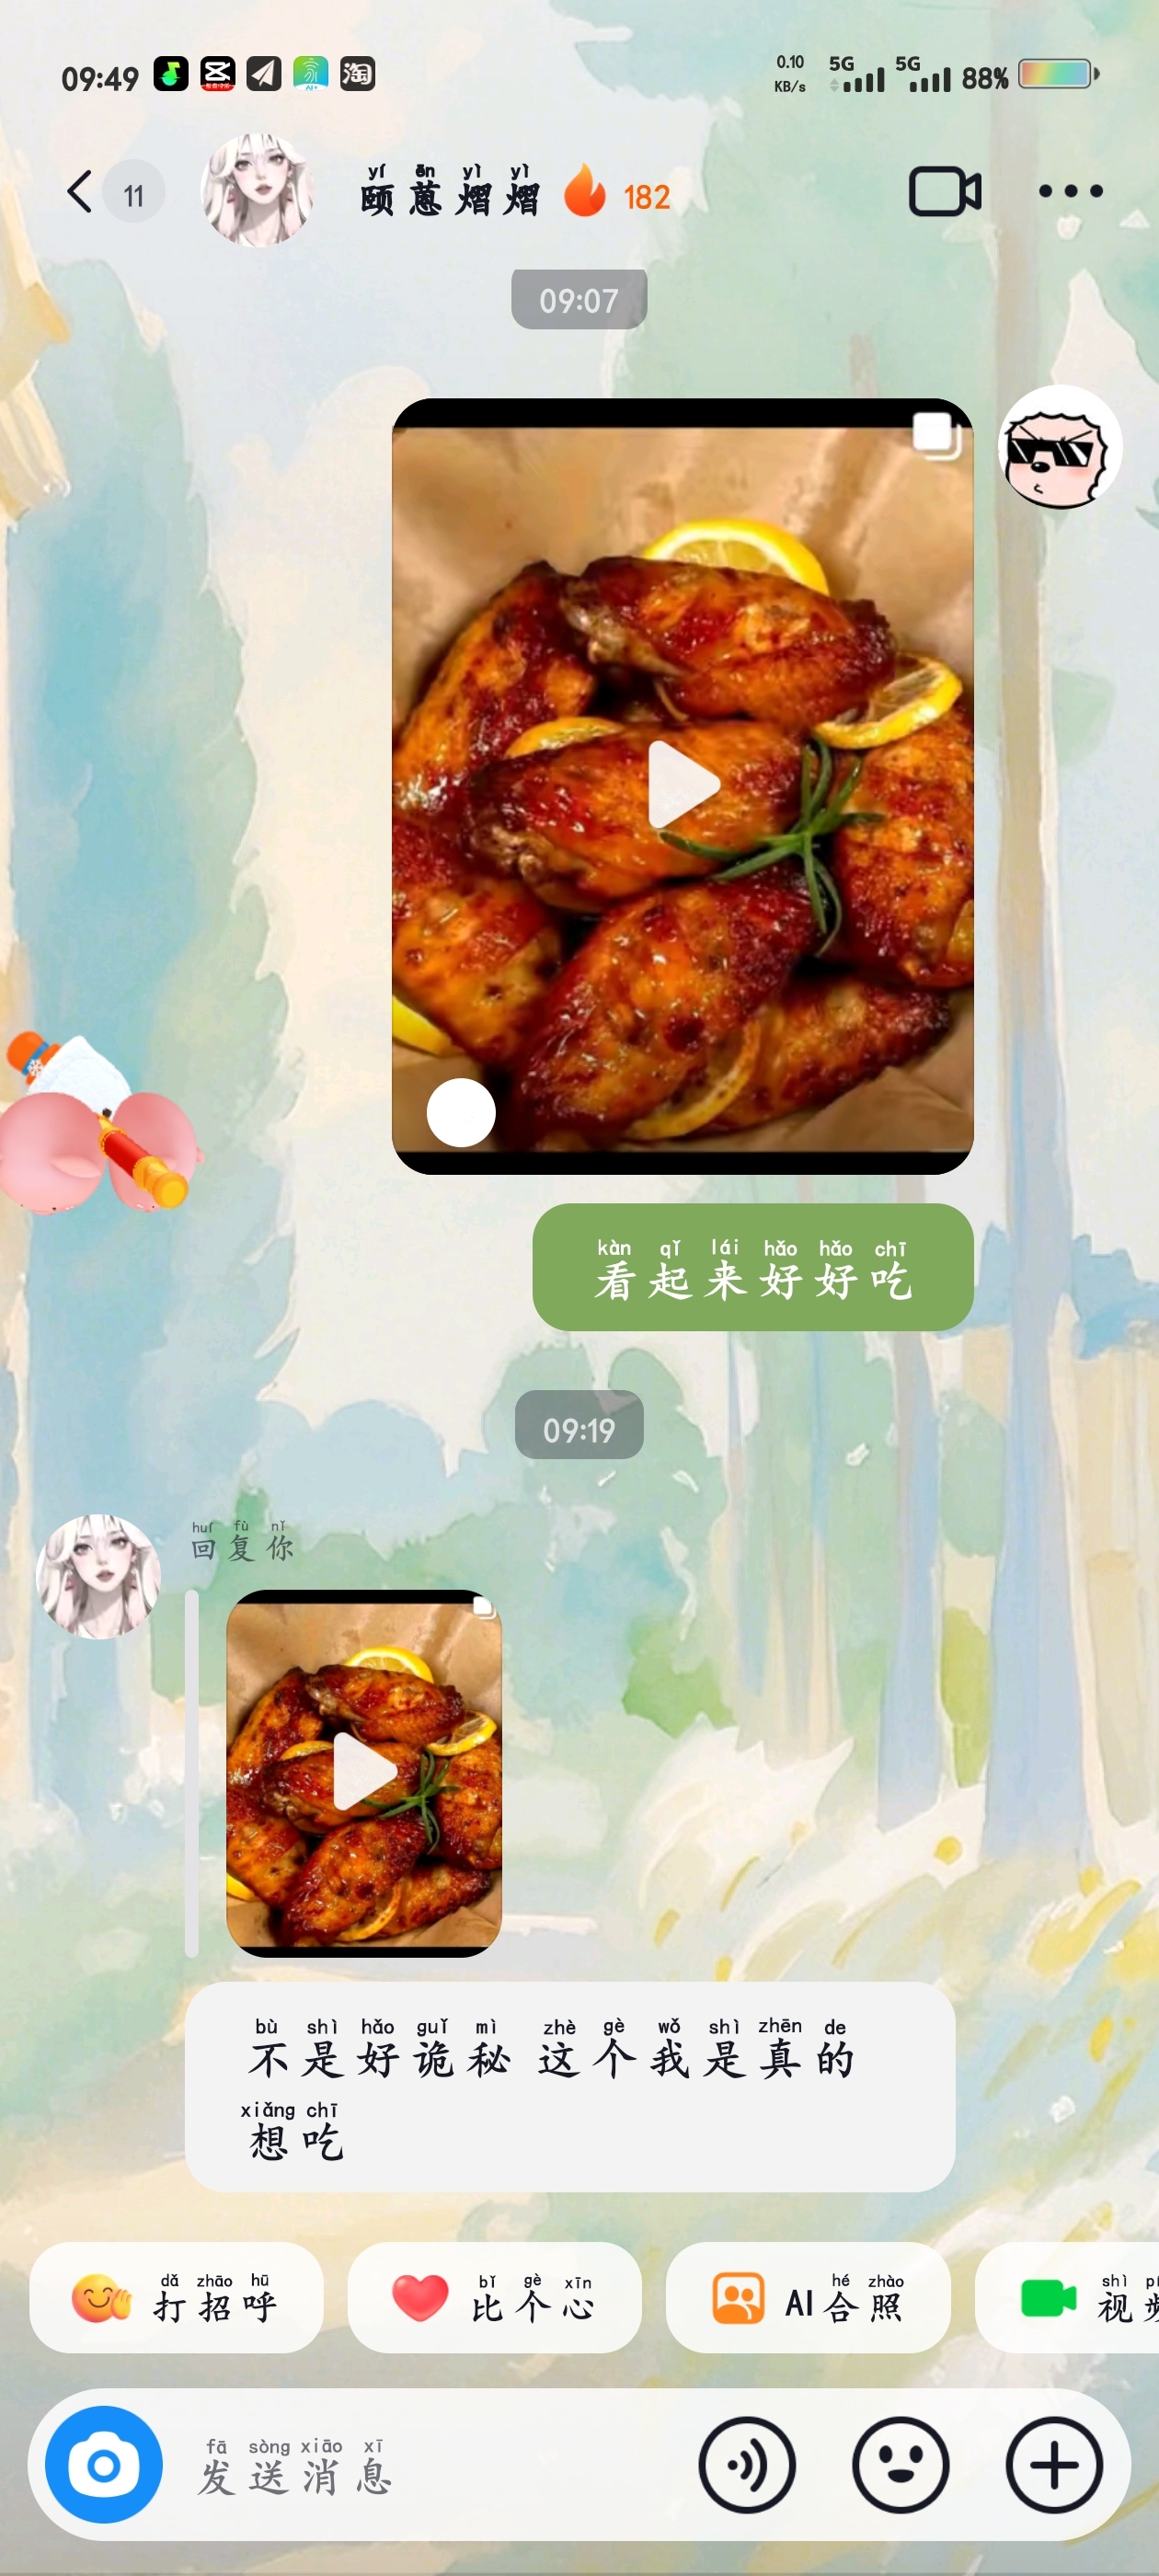 09:49 淘 0.10 KB/s 5G 5G 88%
11 yí ēn yì yì 182
颐蒽熠熠
09:07
kàn qǐ lái hǎo hǎo chī
看起来好好吃
09:19
huí fù nǐ
回复你
bù shì hǎo guǐ mì zhè gè wǒ shì zhēn de
不是好诡秘 这个我是真的
xiǎng chī
想吃
dǎ zhāo hū bǐ gè xīn hé zhào shì
打招呼 比个心 AI合照 视
fā sòng xiāo xī
发送消息